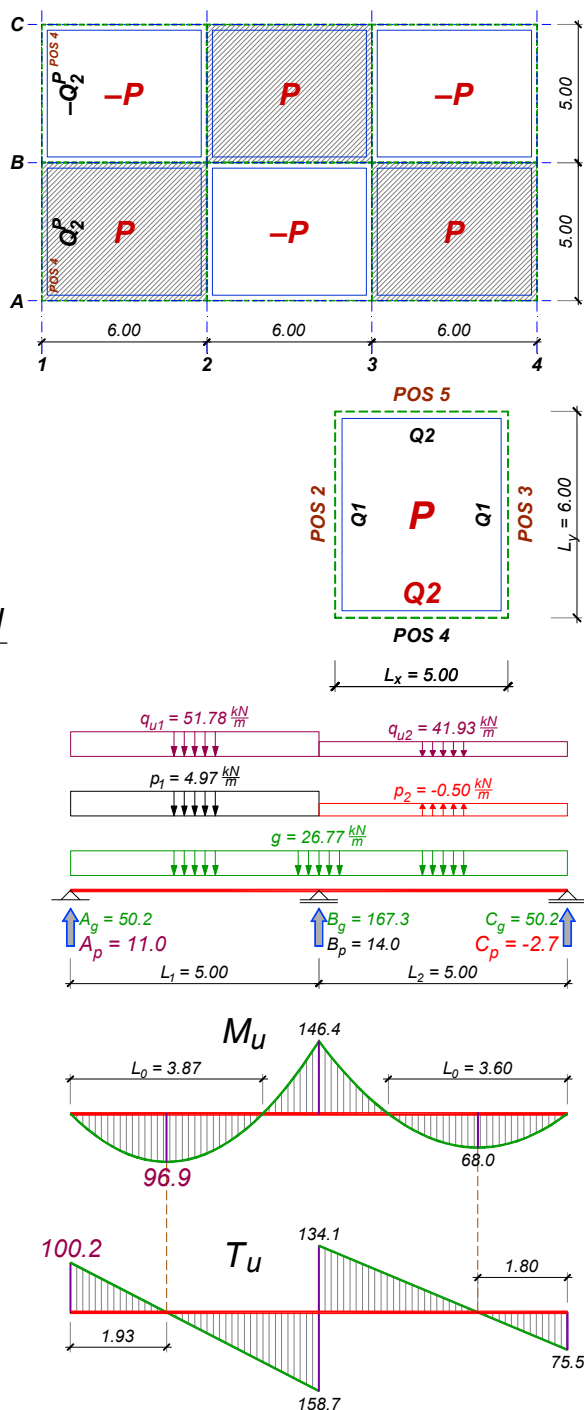 C
POS 4
–Q2P
–P
P
–P
5.00
B
POS 4
Q2P
P
–P
P
5.00
A
6.00
6.00
6.00
1
2
3
4
POS 5
Q2
POS 2
Q1
P
Q1
POS 3
Ly = 6.00
Q2
POS 4
Lx = 5.00
qu1 = 51.78 kN/m
qu2 = 41.93 kN/m
p1 = 4.97 kN/m
p2 = -0.50 kN/m
g = 26.77 kN/m
Ag = 50.2
Bg = 167.3
Cg = 50.2
Ap = 11.0
Bp = 14.0
Cp = -2.7
L1 = 5.00
L2 = 5.00
Mu
146.4
L0 = 3.87
L0 = 3.60
96.9
68.0
100.2
Tu
134.1
1.80
1.93
158.7
75.5